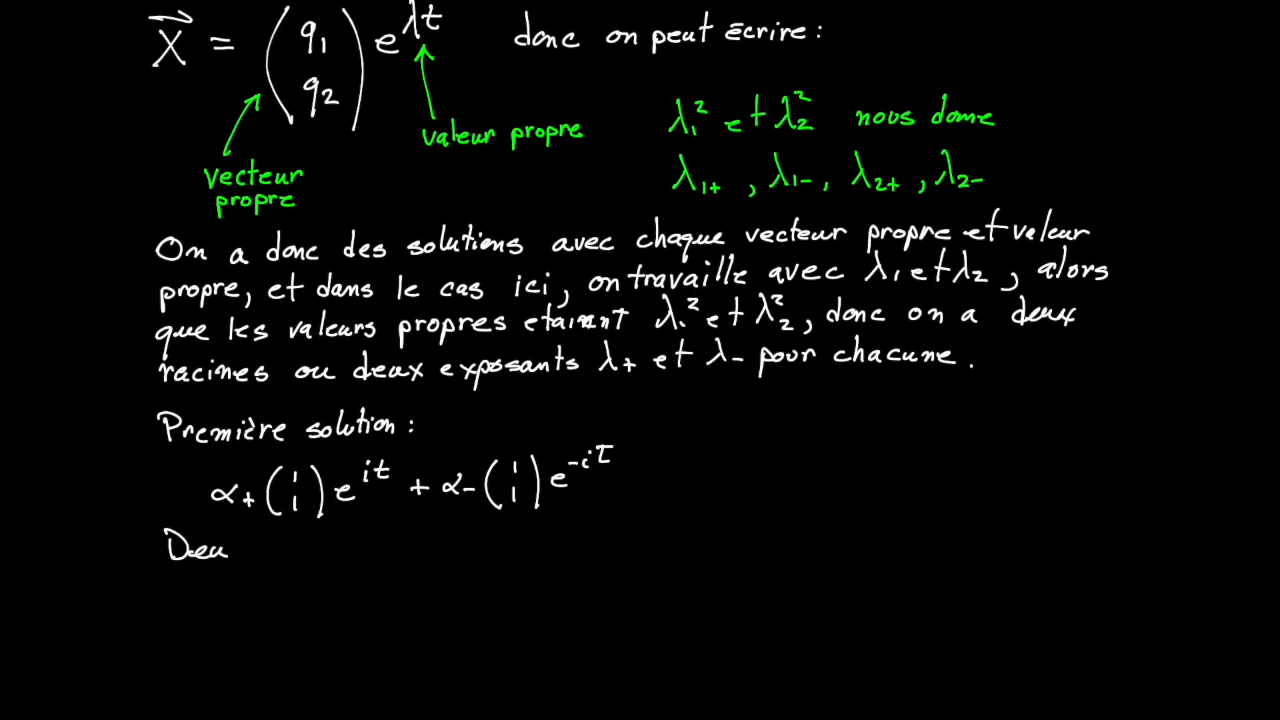 X⃗ = (q₁ q₂) e^{λt} donc on peut écrire :
valeur propre
vecteur propre
λ₁² et λ₂² nous donne
λ₁₊ , λ₁₋ , λ₂₊ , λ₂₋
On a donc des solutions avec chaque vecteur propre et valeur
propre, et dans le cas ici, on travaille avec λ₁ et λ₂ , alors
que les valeurs propres etaient λ₁² et λ₂², donc on a deux
racines ou deux exposants λ₊ et λ₋ pour chacune .
Première solution :
α₊ (1 1) e^{it} + α₋ (1 1) e^{-it}
Deu